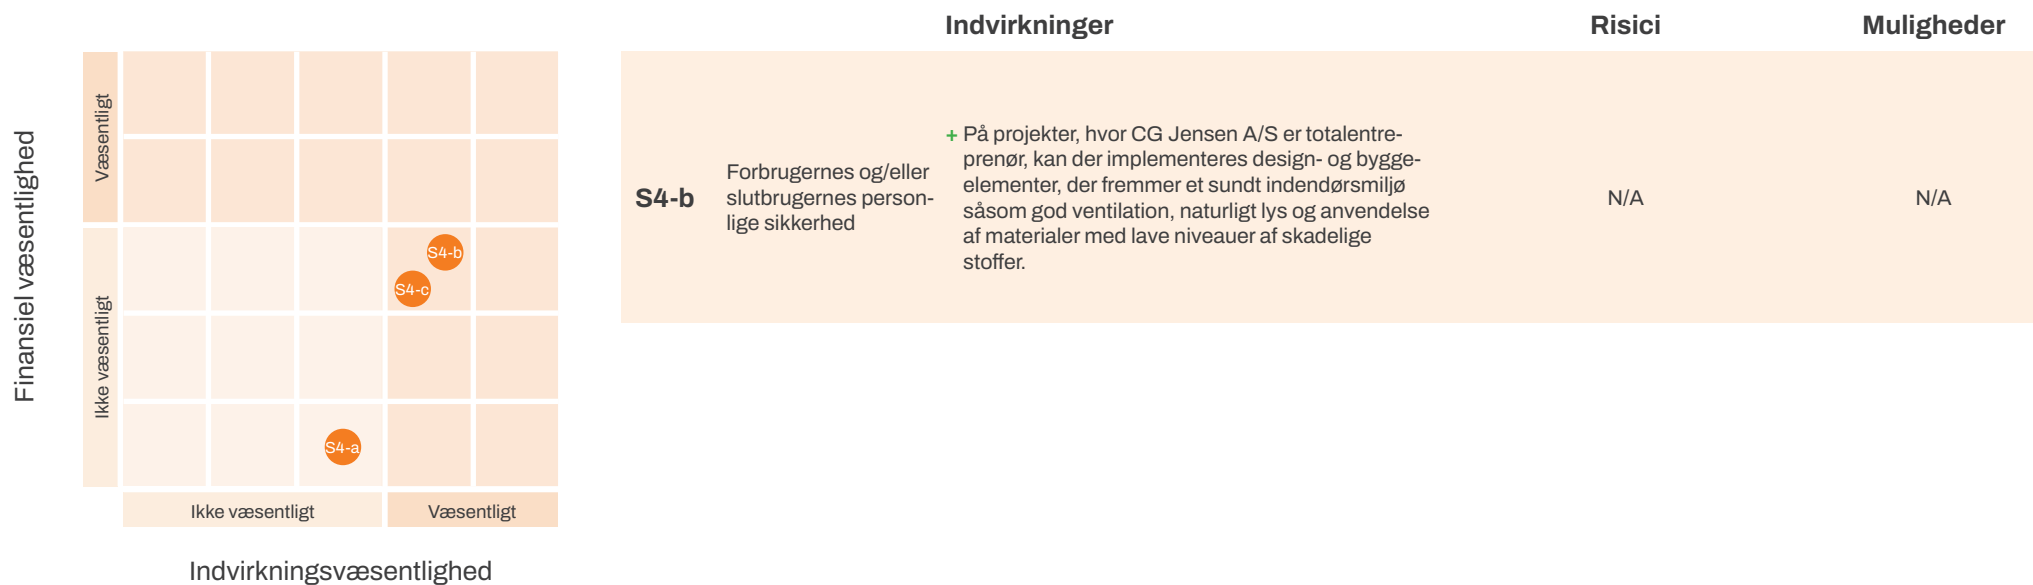 Finansiel væsentlighed
Væsentligt
Ikke væsentligt
S4-b
S4-c
S4-a
Ikke væsentligt
Væsentligt
Indvirkningsvæsentlighed
Indvirkninger
Risici
Muligheder
S4-b
Forbrugernes og/eller
slutbrugernes person-
lige sikkerhed
+ På projekter, hvor CG Jensen A/S er totalentre-
prenør, kan der implementeres design- og bygge-
elementer, der fremmer et sundt indendørsmiljø
såsom god ventilation, naturligt lys og anvendelse
af materialer med lave niveauer af skadelige
stoffer.
N/A
N/A